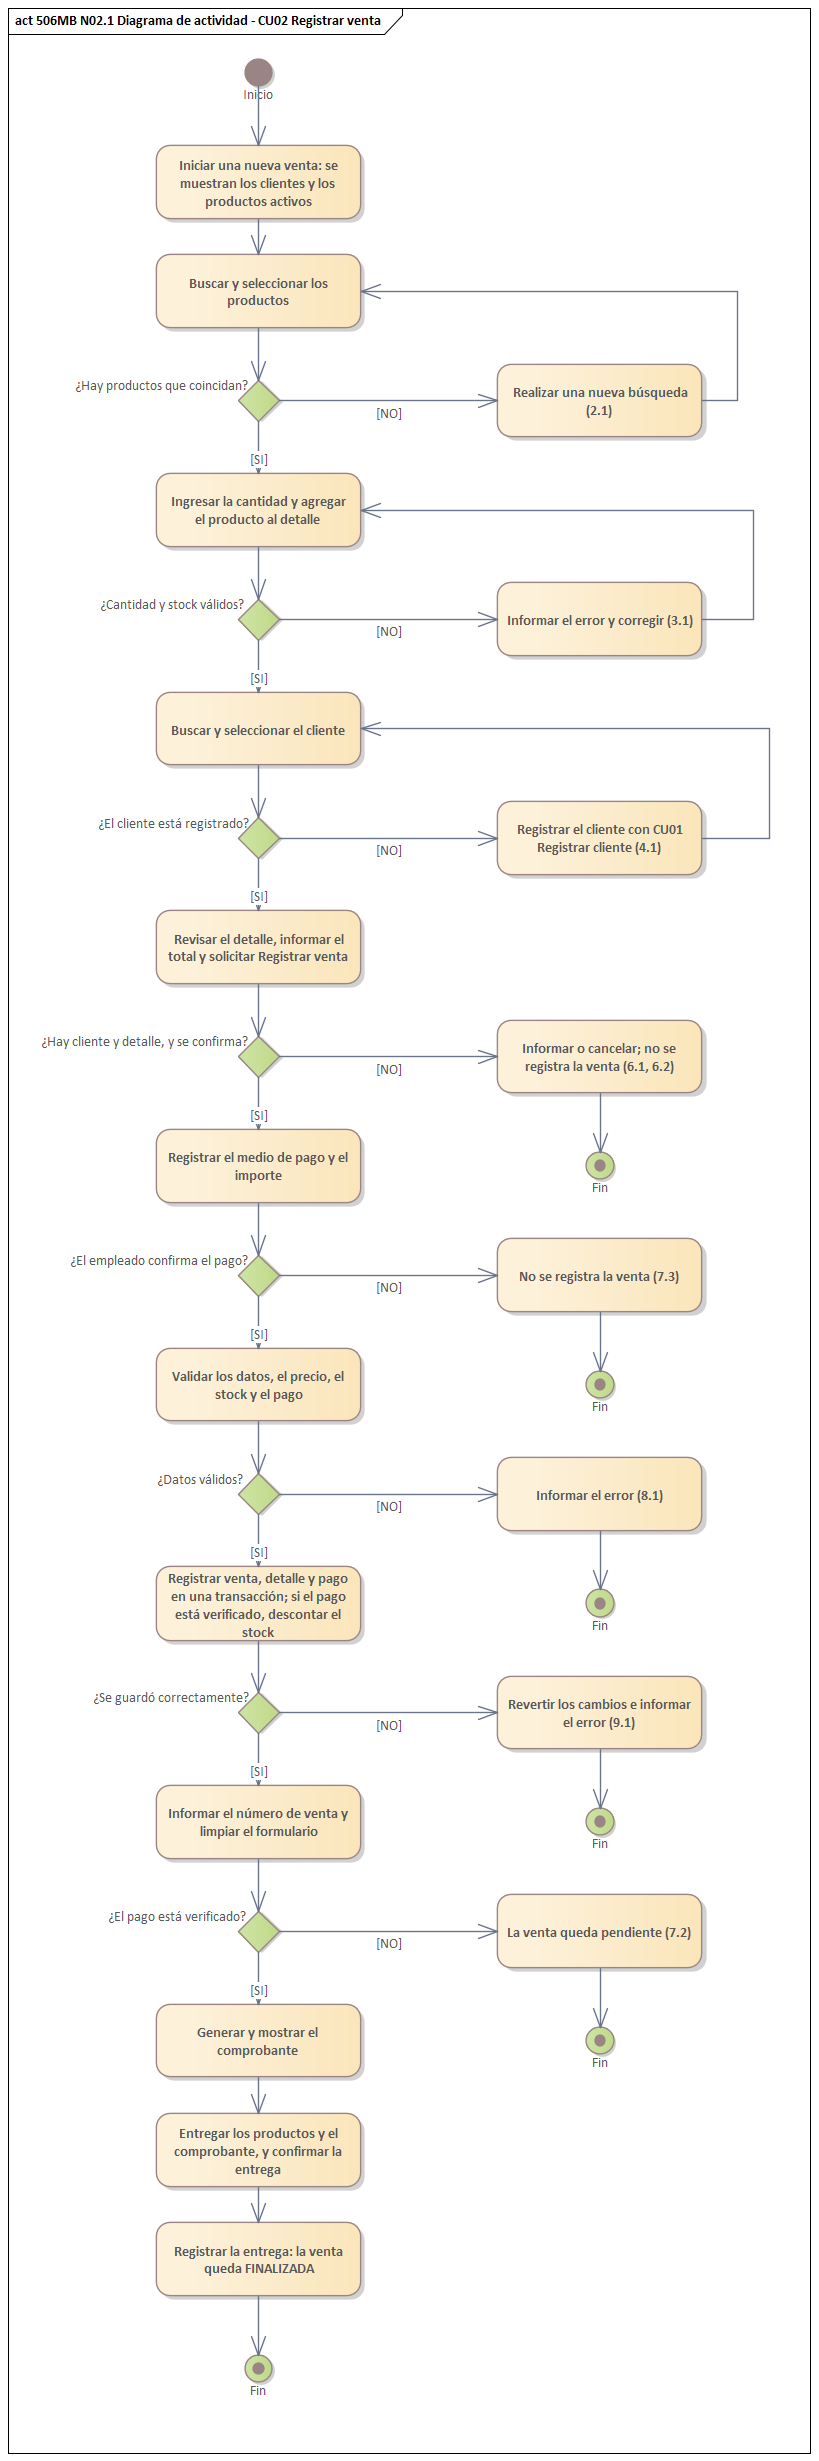 act 506MB N02.1 Diagrama de actividad - CU02 Registrar venta
Inicio
Iniciar una nueva venta: se
muestran los clientes y los
productos activos
Buscar y seleccionar los
productos
¿Hay productos que coincidan?
[NO]
Realizar una nueva búsqueda
(2.1)
[SI]
Ingresar la cantidad y agregar
el producto al detalle
¿Cantidad y stock válidos?
[NO]
Informar el error y corregir (3.1)
[SI]
Buscar y seleccionar el cliente
¿El cliente está registrado?
[NO]
Registrar el cliente con CU01
Registrar cliente (4.1)
[SI]
Revisar el detalle, informar el
total y solicitar Registrar venta
¿Hay cliente y detalle, y se confirma?
[NO]
Informar o cancelar; no se
registra la venta (6.1, 6.2)
Fin
[SI]
Registrar el medio de pago y el
importe
¿El empleado confirma el pago?
[NO]
No se registra la venta (7.3)
Fin
[SI]
Validar los datos, el precio, el
stock y el pago
¿Datos válidos?
[NO]
Informar el error (8.1)
Fin
[SI]
Registrar venta, detalle y pago
en una transacción; si el pago
está verificado, descontar el
stock
¿Se guardó correctamente?
[NO]
Revertir los cambios e informar
el error (9.1)
Fin
[SI]
Informar el número de venta y
limpiar el formulario
¿El pago está verificado?
[NO]
La venta queda pendiente (7.2)
Fin
[SI]
Generar y mostrar el
comprobante
Entregar los productos y el
comprobante, y confirmar la
entrega
Registrar la entrega: la venta
queda FINALIZADA
Fin